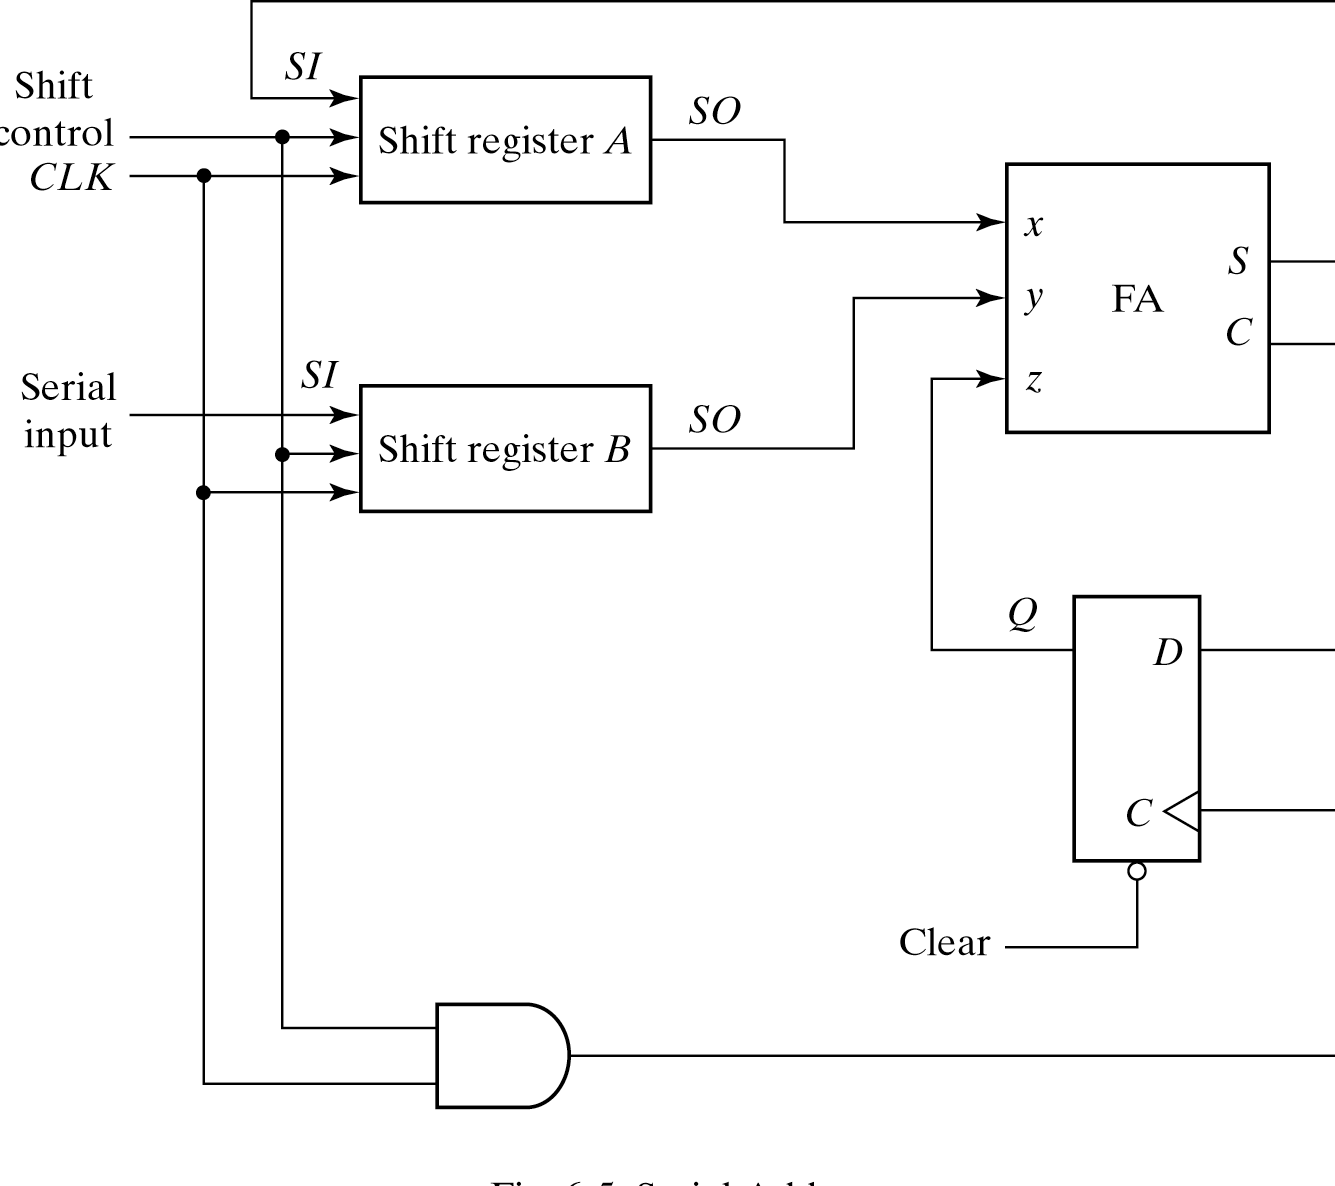 SI
Shift
control
CLK
Shift register A
SO
x
y
z
FA
S
C
Serial
input
SI
Shift register B
SO
Q
D
C
Clear